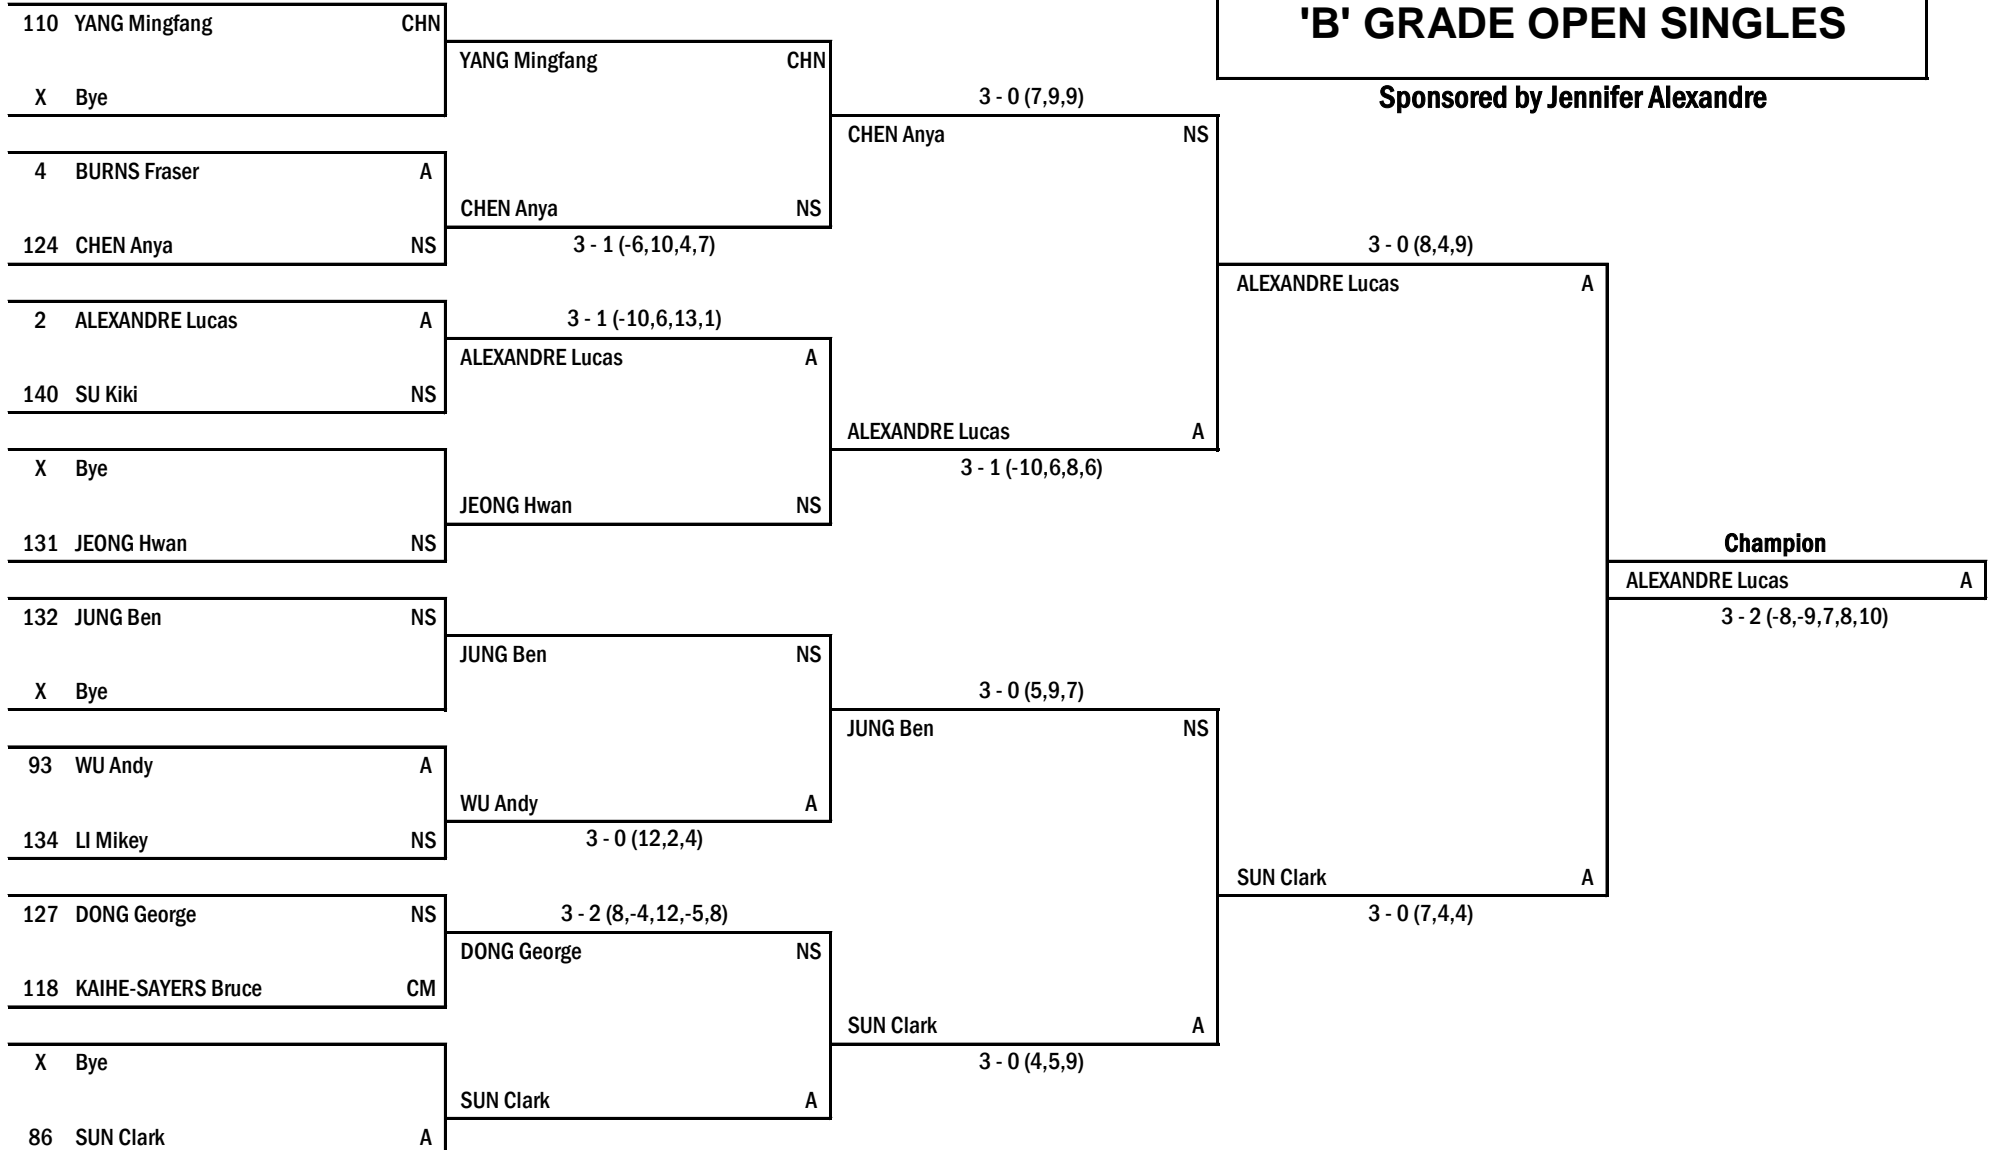 'B' GRADE OPEN SINGLES
Sponsored by Jennifer Alexandre
110 YANG Mingfang CHN
X Bye
4 BURNS Fraser A
124 CHEN Anya NS
2 ALEXANDRE Lucas A
140 SU Kiki NS
X Bye
131 JEONG Hwan NS
132 JUNG Ben NS
X Bye
93 WU Andy A
134 LI Mikey NS
127 DONG George NS
118 KAIHE-SAYERS Bruce CM
X Bye
86 SUN Clark A
YANG Mingfang CHN
CHEN Anya NS
3 - 1 (-6,10,4,7)
3 - 1 (-10,6,13,1)
ALEXANDRE Lucas A
JEONG Hwan NS
JUNG Ben NS
WU Andy A
3 - 0 (12,2,4)
3 - 2 (8,-4,12,-5,8)
DONG George NS
SUN Clark A
3 - 0 (7,9,9)
CHEN Anya NS
ALEXANDRE Lucas A
3 - 1 (-10,6,8,6)
3 - 0 (5,9,7)
JUNG Ben NS
SUN Clark A
3 - 0 (4,5,9)
3 - 0 (8,4,9)
ALEXANDRE Lucas A
SUN Clark A
3 - 0 (7,4,4)
Champion
ALEXANDRE Lucas A
3 - 2 (-8,-9,7,8,10)